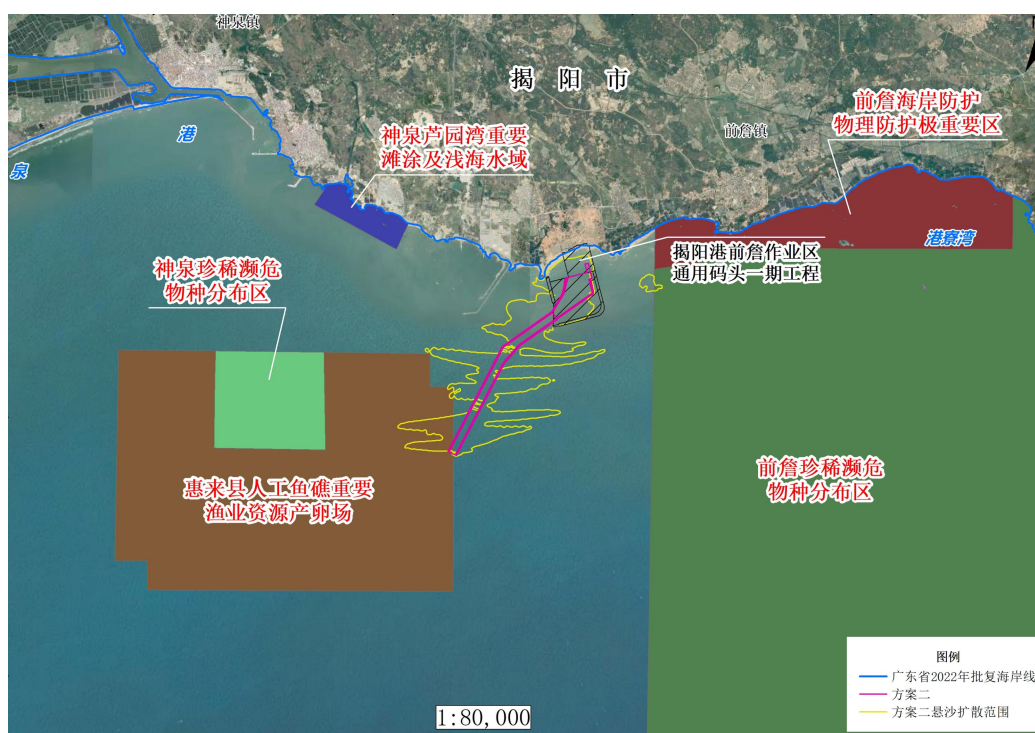 神泉镇
揭 阳 市
前詹海岸防护
物理防护极重要区
港
神泉芦园湾重要
滩涂及浅海水域
前詹镇
泉
港寮湾
揭阳港前詹作业区
通用码头一期工程
神泉珍稀濒危
物种分布区
前詹珍稀濒危
物种分布区
惠来县人工鱼礁重要
渔业资源产卵场
图例
广东省2022年批复海岸线
方案二
方案二悬沙扩散范围
1:80,000